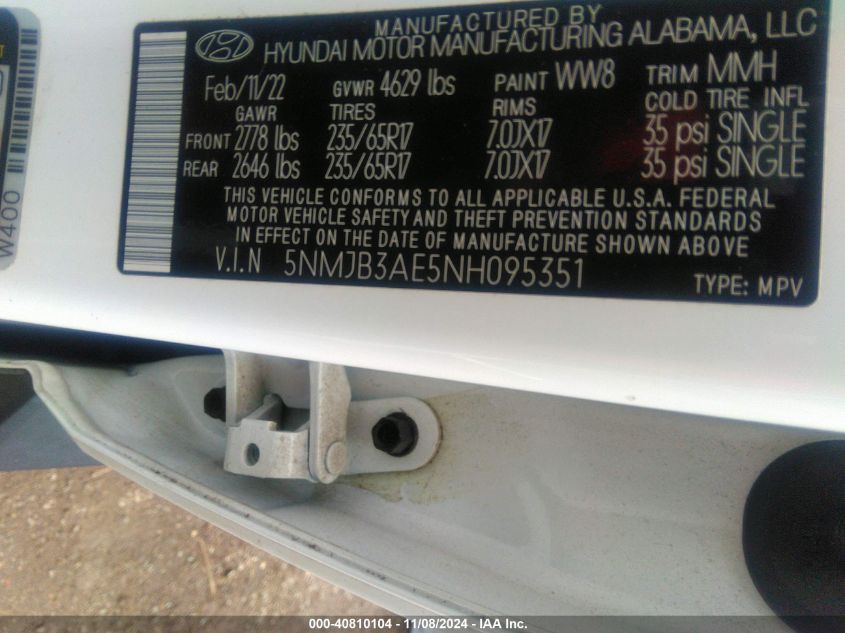 MANUFACTURED BY
HYUNDAI MOTOR MANUFACTURING ALABAMA, LLC
Feb/11/22 GVWR 4629 lbs PAINT WW8 TRIM MMH
GAWR TIRES RIMS COLD TIRE INFL
FRONT 2778 lbs 235/65R17 7.0JX17 35 psi SINGLE
REAR 2646 lbs 235/65R17 7.0JX17 35 psi SINGLE
THIS VEHICLE CONFORMS TO ALL APPLICABLE U.S.A. FEDERAL
MOTOR VEHICLE SAFETY AND THEFT PREVENTION STANDARDS
IN EFFECT ON THE DATE OF MANUFACTURE SHOWN ABOVE.
V.I.N 5NMJB3AE5NH095351
TYPE: MPV
W400
000-40810104 - 11/08/2024 - IAA Inc.